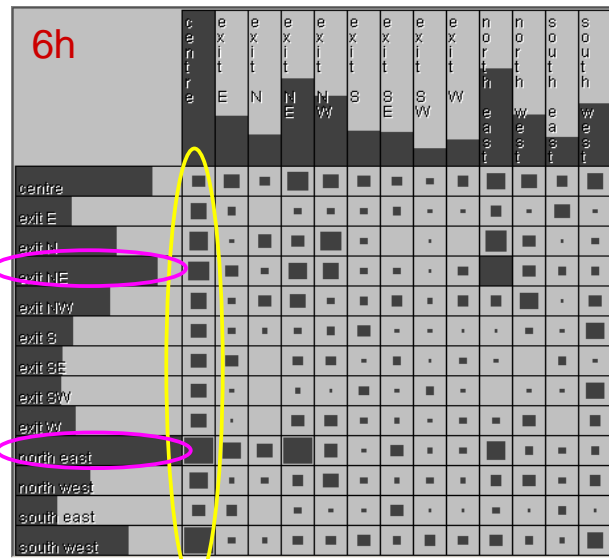 6h
centre
exit E
exit N
exit NE
exit NW
exit S
exit SE
exit SW
exit W
north east
north west
south east
south west
centre
exit E
exit N
exit NE
exit NW
exit S
exit SE
exit SW
exit W
north east
north west
south east
south west